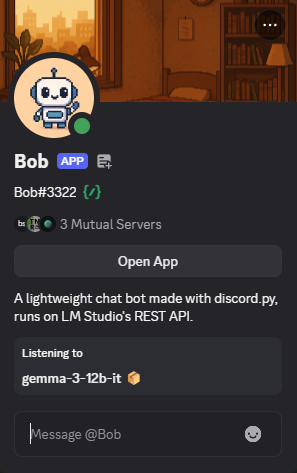 Bob APP
Bob#3322 {/}
3 Mutual Servers
Open App
A lightweight chat bot made with discord.py,
runs on LM Studio's REST API.
Listening to
gemma-3-12b-it 📦
Message @Bob